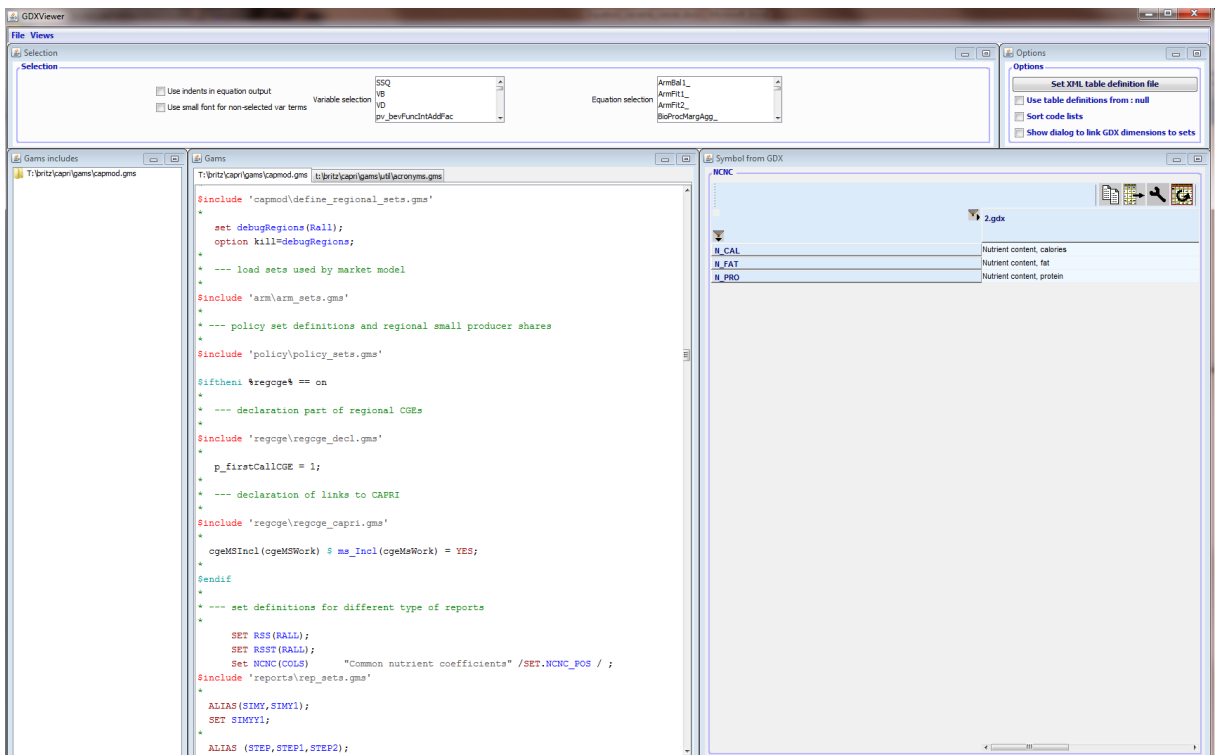 GDXViewer
File Views
Selection
Selection
Use indents in equation output
Use small font for non-selected var terms
Variable selection
SSQ
VB
VD
pv_bevFuncIntAddFac
Equation selection
ArmBal1_
ArmFit1_
ArmFit2_
BioProcMargAgg_
Options
Options
Set XML table definition file
Use table definitions from : null
Sort code lists
Show dialog to link GDX dimensions to sets
Gams includes
T:\britz\capri\gams\capmod.gms
Gams
T:\britz\capri\gams\capmod.gms t:\britz\capri\gams\util\acronyms.gms
$include 'capmod\define_regional_sets.gms'
*
set debugRegions(Rall);
option kill=debugRegions;
*
* --- load sets used by market model
*
$include 'arm\arm_sets.gms'
*
* --- policy set definitions and regional small producer shares
*
$include 'policy\policy_sets.gms'
$iftheni %regcge% == on
*
* --- declaration part of regional CGEs
*
$include 'regcge\regcge_decl.gms'
*
p_firstCallCGE = 1;
*
* --- declaration of links to CAPRI
*
$include 'regcge\regcge_capri.gms'
*
cgeMSIncl(cgeMSWork) $ ms_Incl(cgeMsWork) = YES;
*
$endif
*
* --- set definitions for different type of reports
*
SET RSS(RALL);
SET RSST(RALL);
Set NCNC(COLS) "Common nutrient coefficients" /SET.NCNC_POS / ;
$include 'reports\rep_sets.gms'
*
ALIAS(SIMY,SIMY1);
SET SIMYY1;
*
ALIAS (STEP,STEP1,STEP2);
Symbol from GDX
NCNC
2.gdx
N_CAL Nutrient content, calories
N_FAT Nutrient content, fat
N_PRO Nutrient content, protein